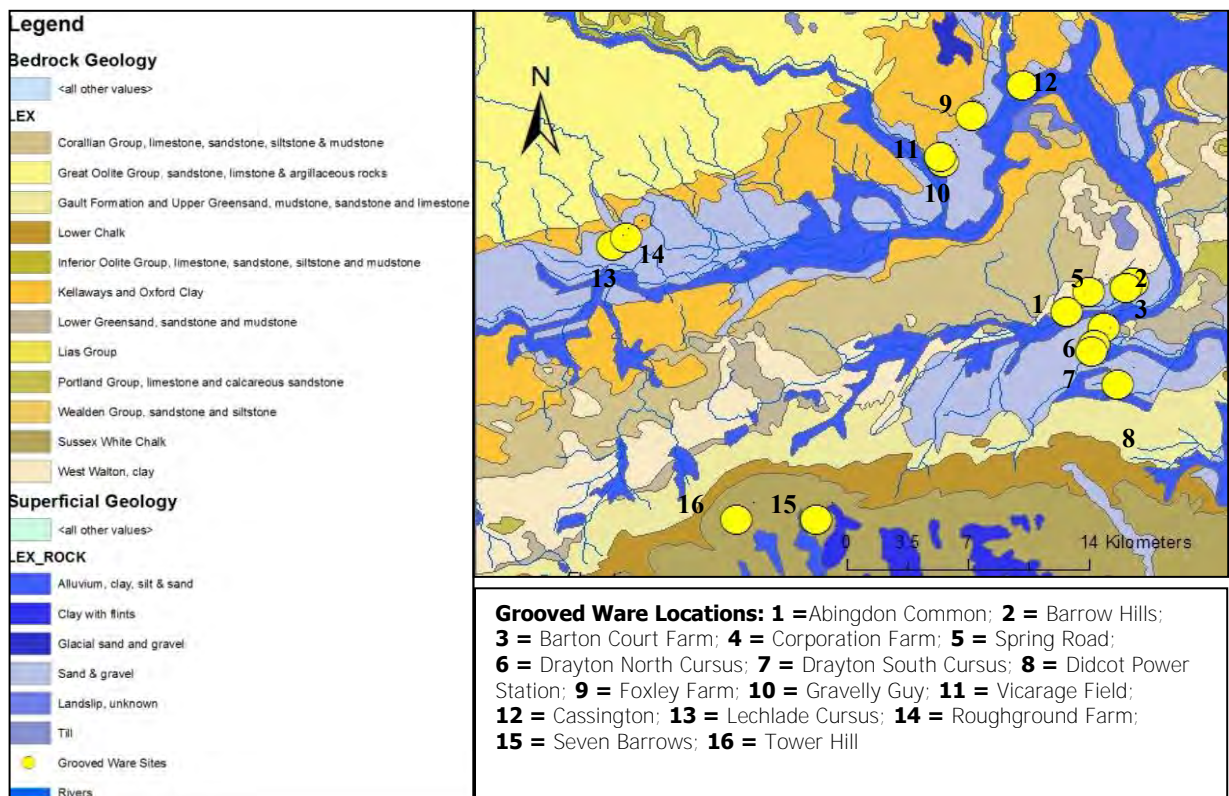 Legend
Bedrock Geology
<all other values>
LEX
Corallian Group, limestone, sandstone, siltstone & mudstone
Great Oolite Group, sandstone, limstone & argillaceous rocks
Gault Formation and Upper Greensand, mudstone, sandstone and limestone
Lower Chalk
Inferior Oolite Group, limestone, sandstone, siltstone and mudstone
Kellaways and Oxford Clay
Lower Greensand, sandstone and mudstone
Lias Group
Portland Group, limestone and calcareous sandstone
Wealden Group, sandstone and siltstone
Sussex White Chalk
West Walton, clay
Superficial Geology
<all other values>
LEX_ROCK
Alluvium, clay, silt & sand
Clay with flints
Glacial sand and gravel
Sand & gravel
Landslip, unknown
Till
Grooved Ware Sites
Rivers
N
12
9
11
10
14
13
5
2
1
3
6
7
8
16
15
0 3.5 7 14 Kilometers
Grooved Ware Locations: 1 =Abingdon Common; 2 = Barrow Hills;
3 = Barton Court Farm; 4 = Corporation Farm; 5 = Spring Road;
6 = Drayton North Cursus; 7 = Drayton South Cursus; 8 = Didcot Power
Station; 9 = Foxley Farm; 10 = Gravelly Guy; 11 = Vicarage Field;
12 = Cassington; 13 = Lechlade Cursus; 14 = Roughground Farm;
15 = Seven Barrows; 16 = Tower Hill